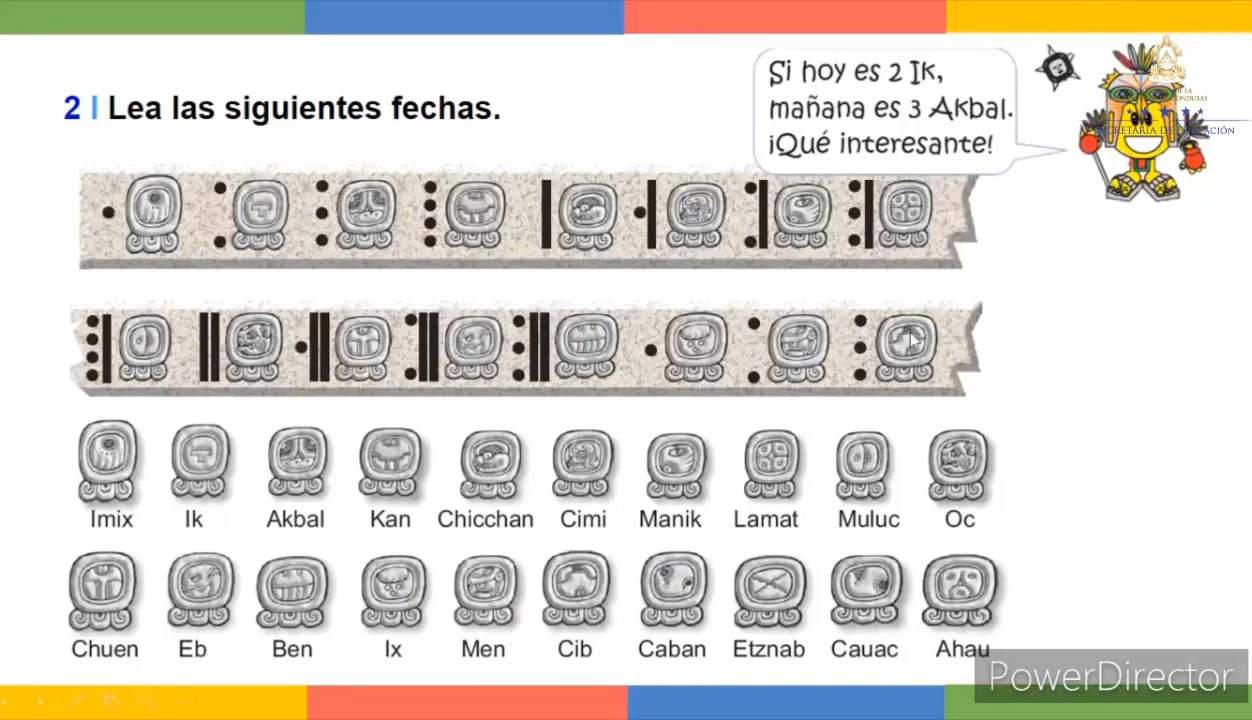 Si hoy es 2 Ik,
mañana es 3 Akbal.
¡Qué interesante!
2 | Lea las siguientes fechas.
Imix Ik Akbal Kan Chicchan Cimi Manik Lamat Muluc Oc
Chuen Eb Ben Ix Men Cib Caban Etznab Cauac Ahau
PowerDirector